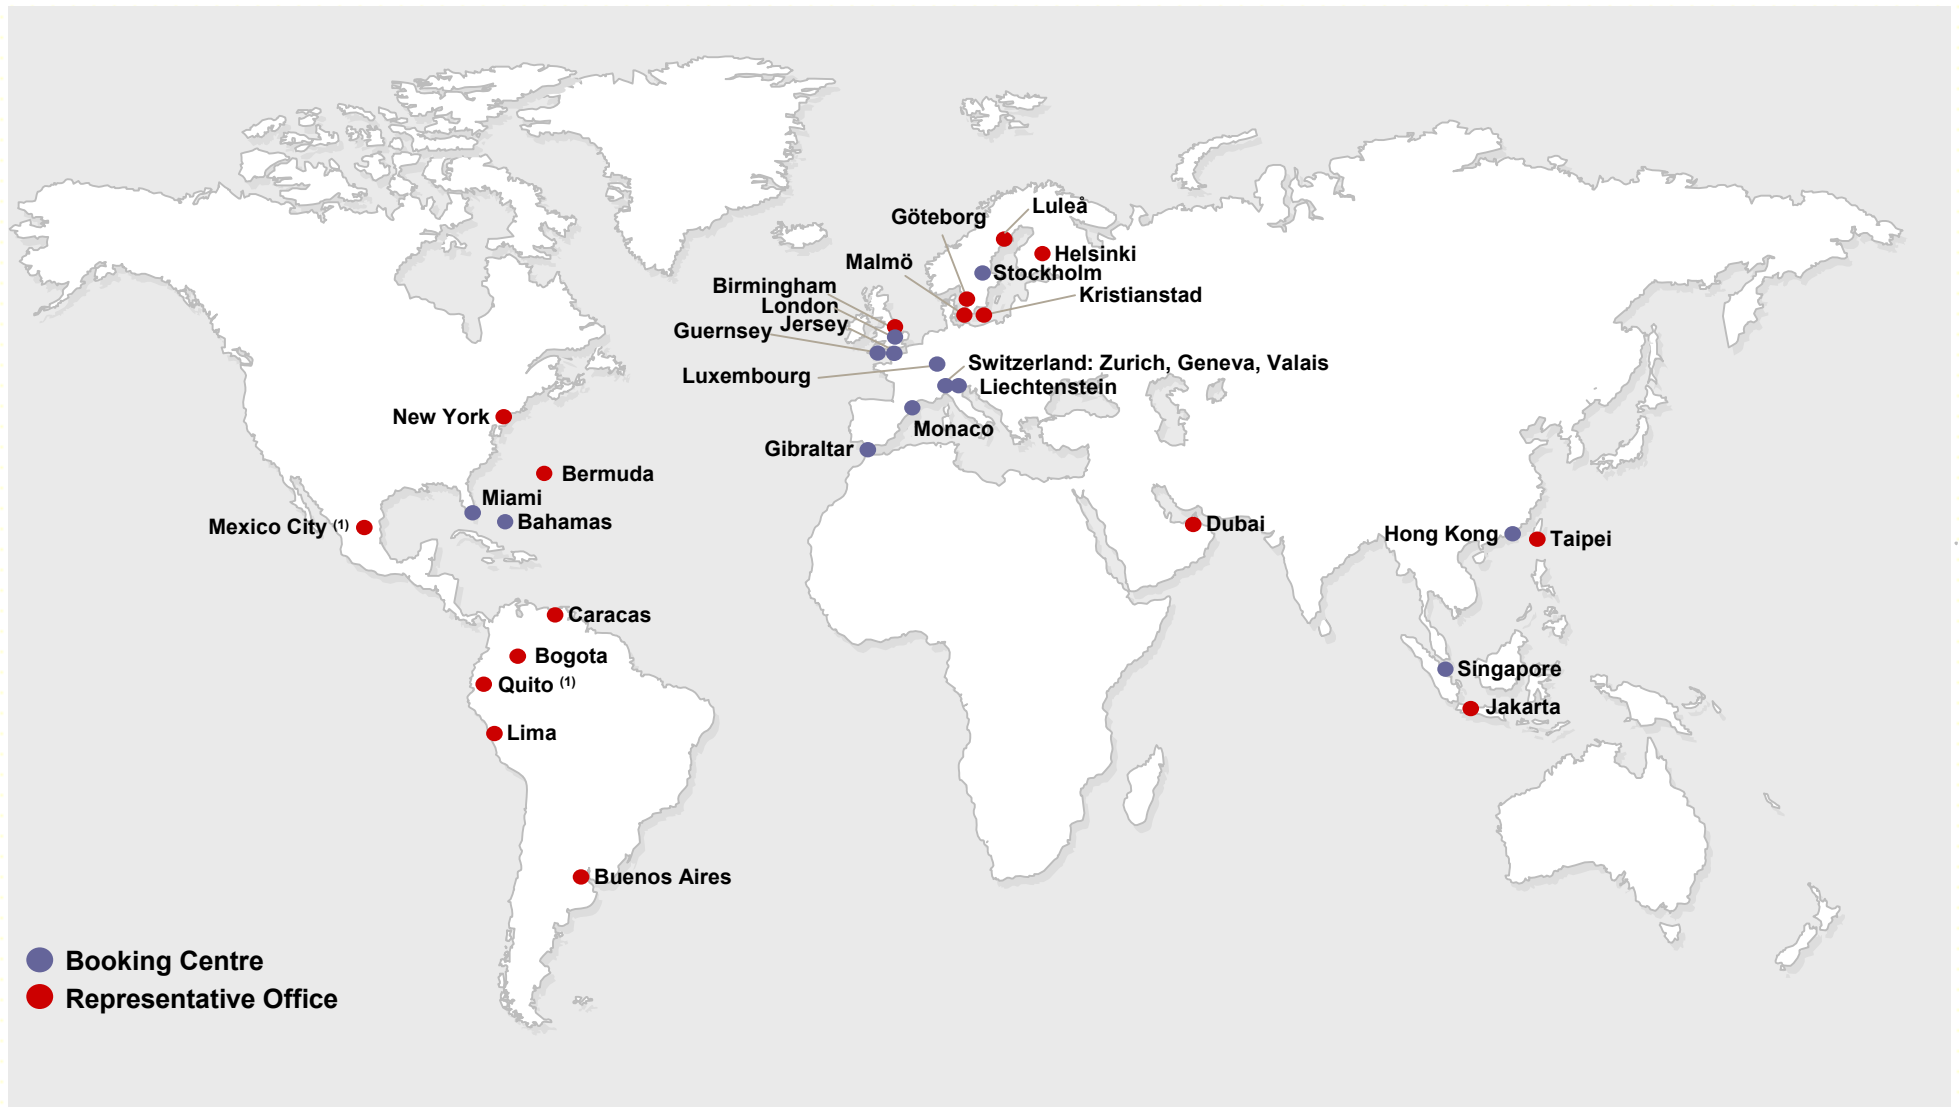 Luleå
Göteborg
Helsinki
Malmö
Stockholm
Birmingham
Kristianstad
London
Jersey
Guernsey
Switzerland: Zurich, Geneva, Valais
Luxembourg
Liechtenstein
New York
Monaco
Gibraltar
Bermuda
Miami
Bahamas
Mexico City (1)
Dubai
Hong Kong
Taipei
Caracas
Bogota
Quito (1)
Singapore
Jakarta
Lima
Buenos Aires
Booking Centre
Representative Office